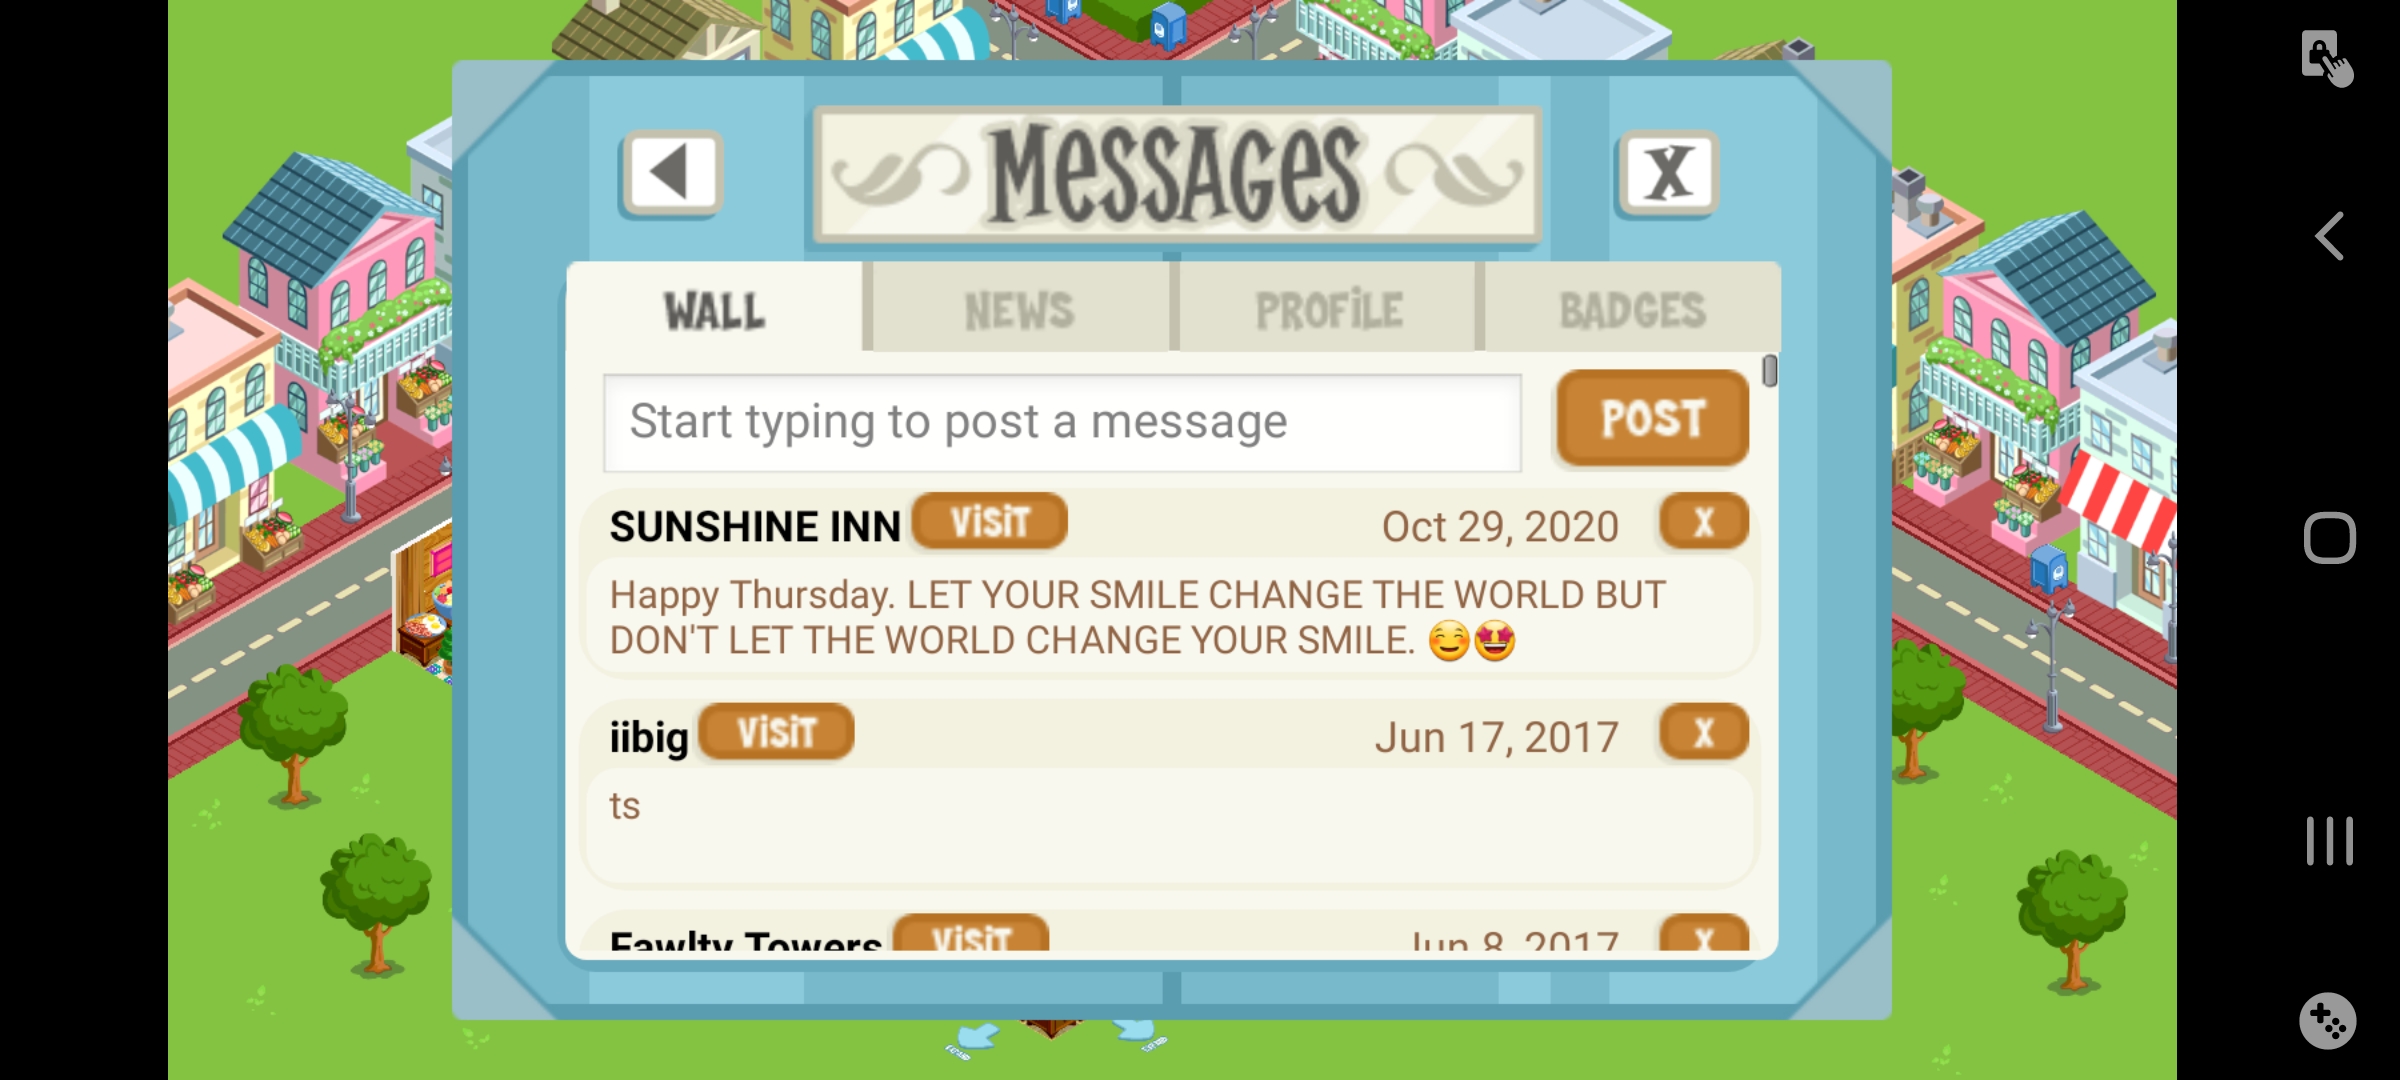 MESSAGES
X
WALL
NEWS
PROFILE
BADGES
Start typing to post a message
POST
SUNSHINE INN
VISIT
Oct 29, 2020
X
Happy Thursday. LET YOUR SMILE CHANGE THE WORLD BUT
DON'T LET THE WORLD CHANGE YOUR SMILE. 😊🤩
iibig
VISIT
Jun 17, 2017
X
ts
Fawlty Towers
VISIT
Jun 8, 2017
X